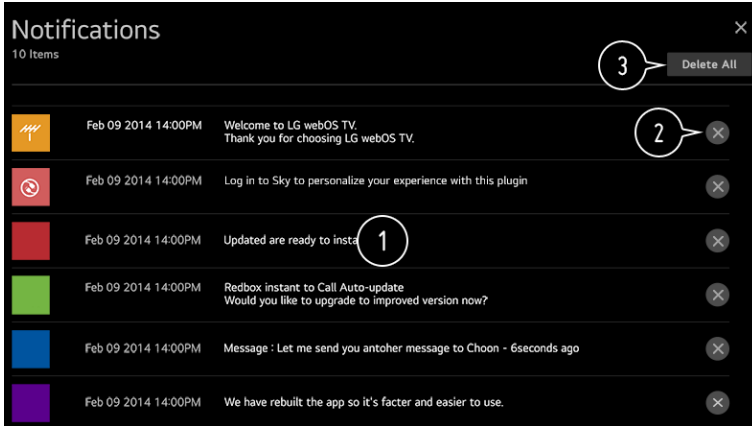 Notifications
10 Items
3
Delete All
Feb 09 2014 14:00PM
Welcome to LG webOS TV.
Thank you for choosing LG webOS TV.
2
Feb 09 2014 14:00PM
Log in to Sky to personalize your experience with this plugin
Feb 09 2014 14:00PM
Updated are ready to insta
1
Feb 09 2014 14:00PM
Redbox instant to Call Auto-update
Would you like to upgrade to improved version now?
Feb 09 2014 14:00PM
Message : Let me send you antoher message to Choon - 6seconds ago
Feb 09 2014 14:00PM
We have rebuilt the app so it's facter and easier to use.